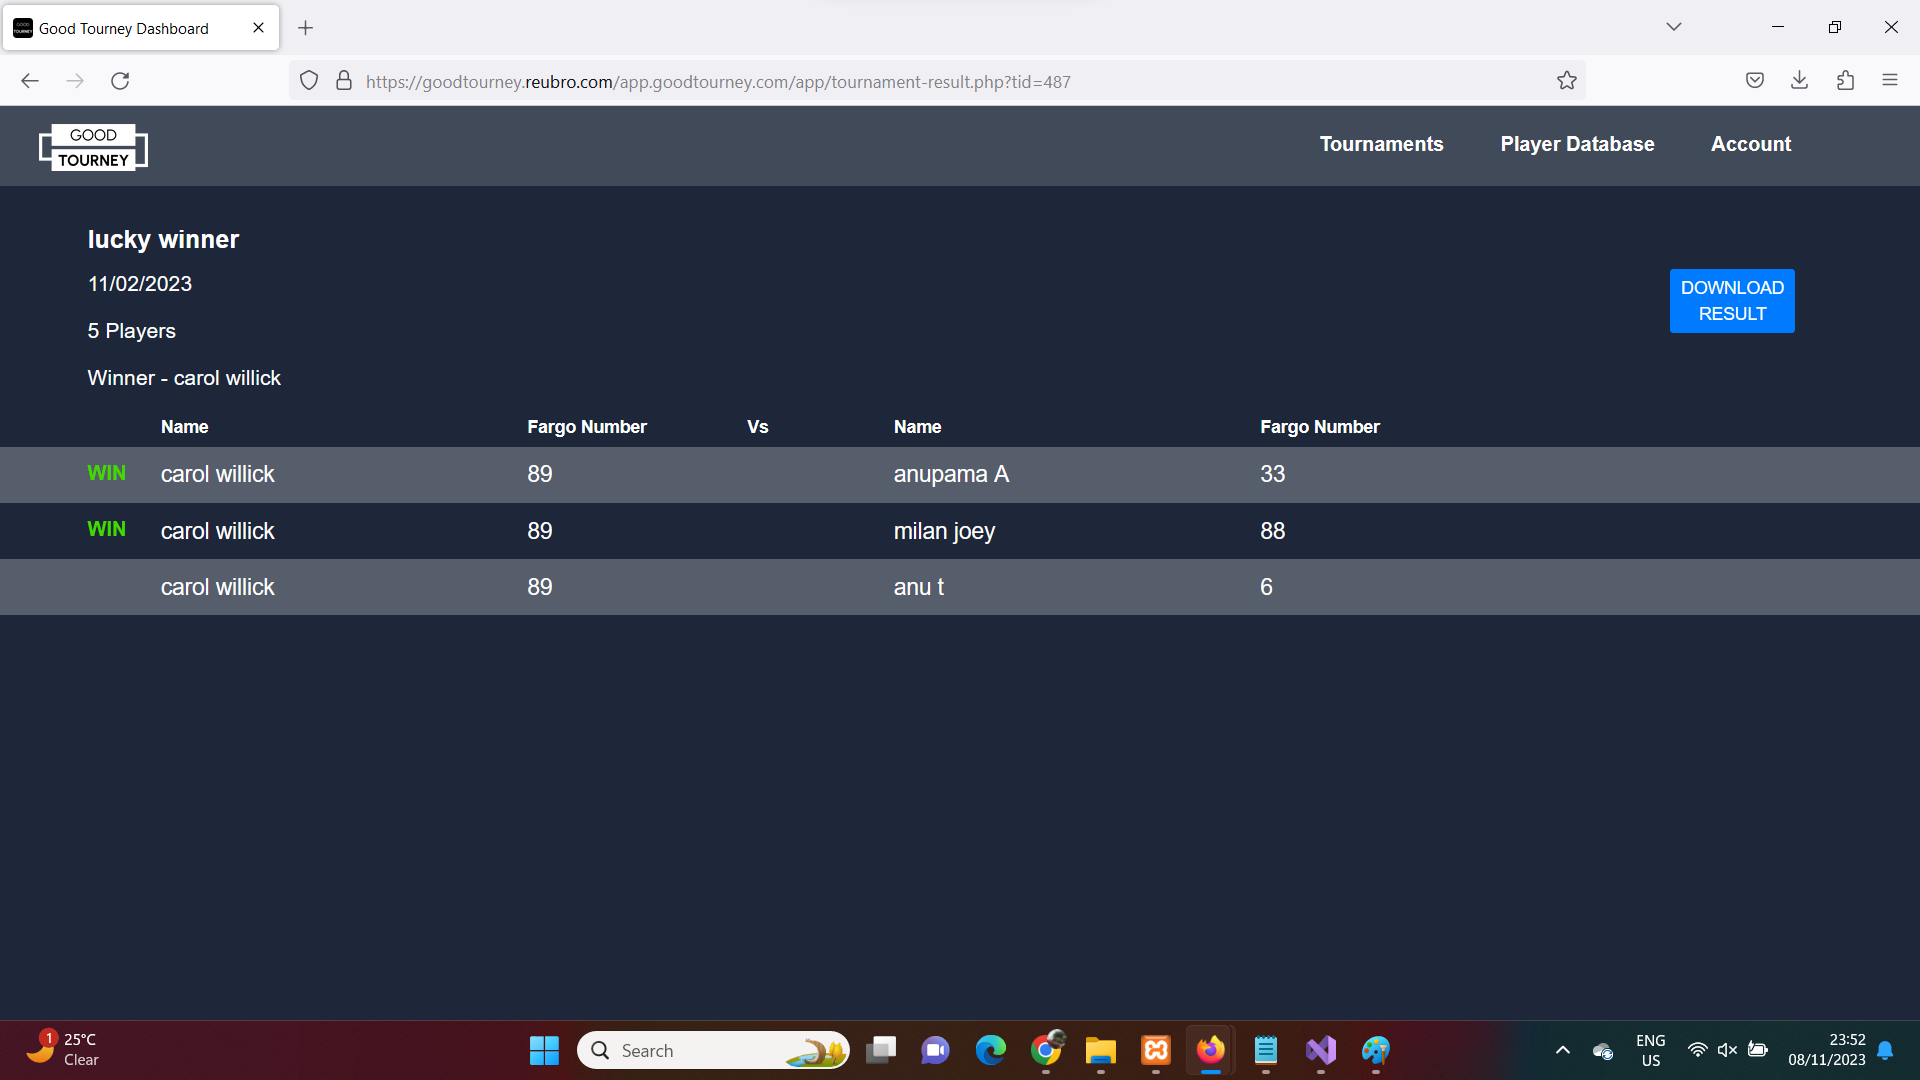 Good Tourney Dashboard
https://goodtourney.reubro.com/app.goodtourney.com/app/tournament-result.php?tid=487
GOOD
TOURNEY
Tournaments Player Database Account
lucky winner
11/02/2023
DOWNLOAD
RESULT
5 Players
Winner - carol willick
Name Fargo Number Vs Name Fargo Number
WIN carol willick 89 anupama A 33
WIN carol willick 89 milan joey 88
carol willick 89 anu t 6
1
25°C
Clear
Search
ENG
US
23:52
08/11/2023